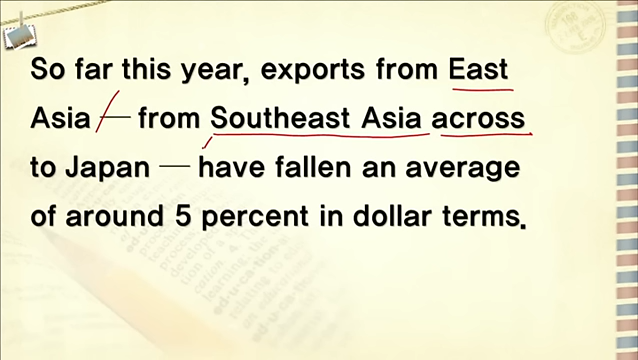 So far this year, exports from East
Asia — from Southeast Asia across
to Japan — have fallen an average
of around 5 percent in dollar terms.